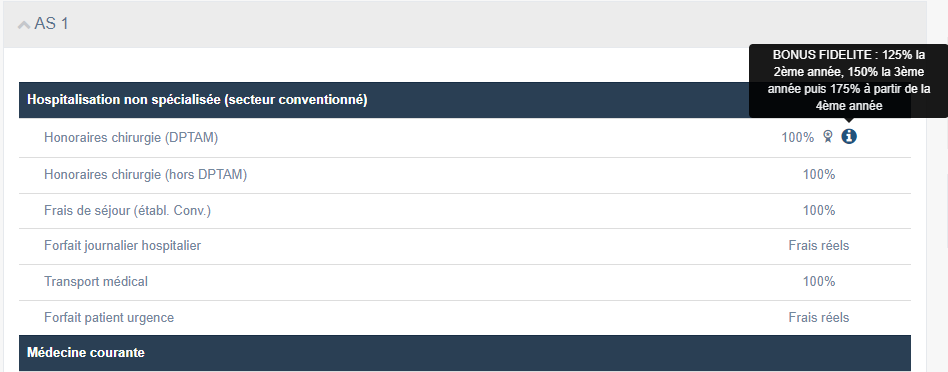 AS 1
BONUS FIDELITE : 125% la
2ème année, 150% la 3ème
année puis 175% à partir de la
4ème année
Hospitalisation non spécialisée (secteur conventionné)
Honoraires chirurgie (DPTAM) 100%
Honoraires chirurgie (hors DPTAM) 100%
Frais de séjour (établ. Conv.) 100%
Forfait journalier hospitalier Frais réels
Transport médical 100%
Forfait patient urgence Frais réels
Médecine courante